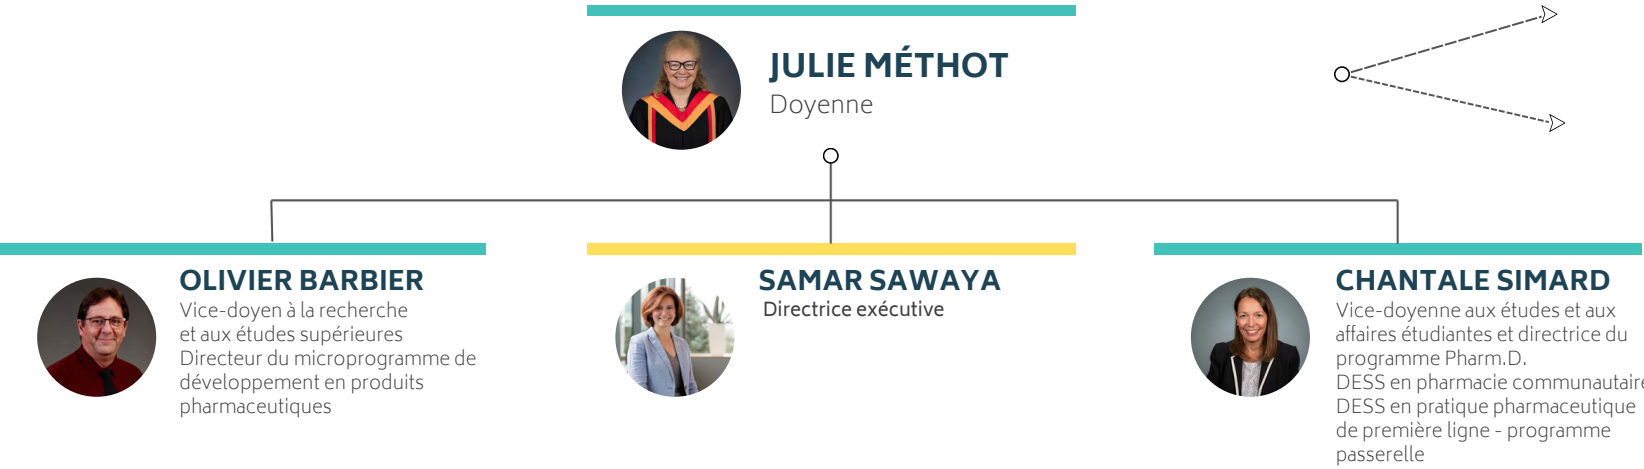 JULIE MÉTHOT
Doyenne
OLIVIER BARBIER
Vice-doyen à la recherche
et aux études supérieures
Directeur du microprogramme de
développement en produits
pharmaceutiques
SAMAR SAWAYA
Directrice exécutive
CHANTALE SIMARD
Vice-doyenne aux études et aux
affaires étudiantes et directrice du
programme Pharm.D.
DESS en pharmacie communautaire
DESS en pratique pharmaceutique
de première ligne - programme
passerelle